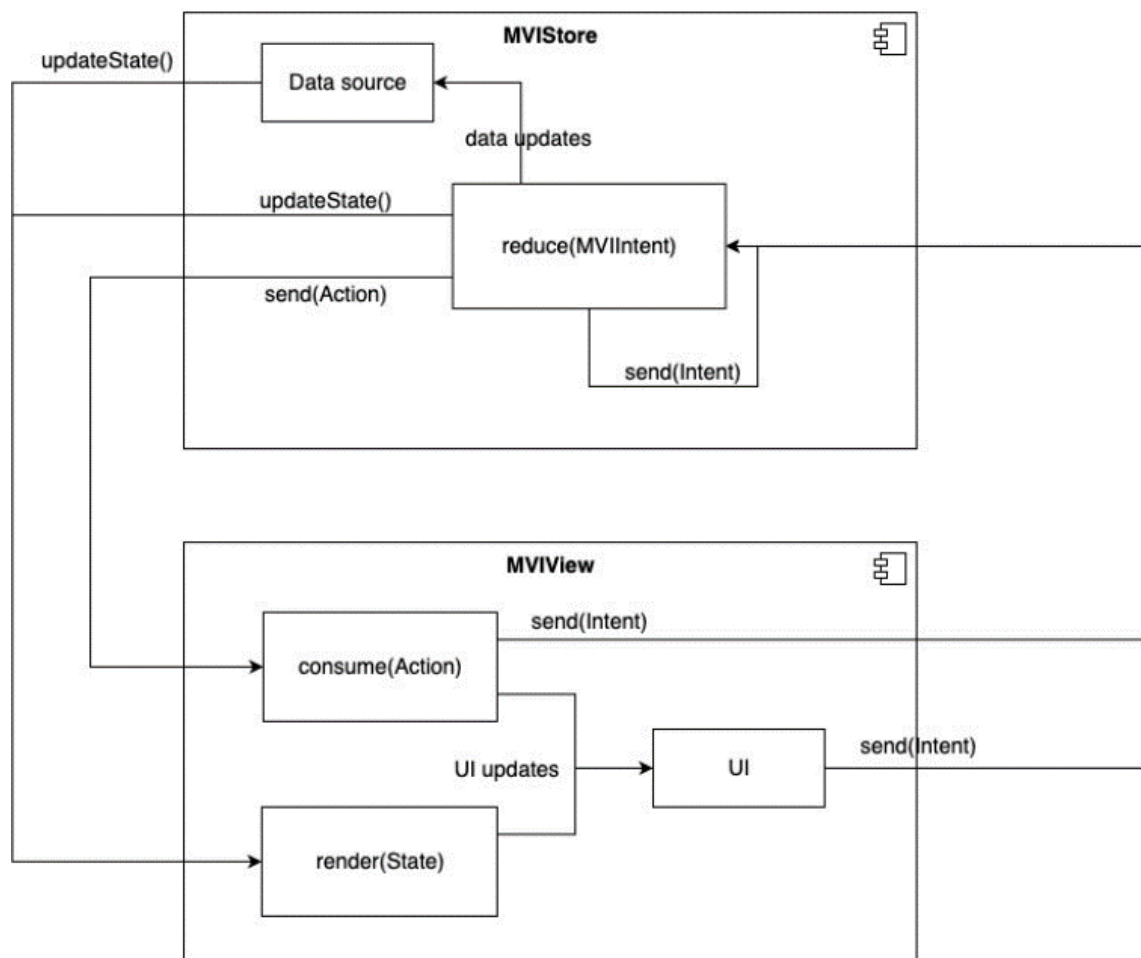 MVIStore
updateState()
Data source
data updates
updateState()
reduce(MVIIntent)
send(Action)
send(Intent)
MVIView
send(Intent)
consume(Action)
send(Intent)
UI updates
UI
render(State)